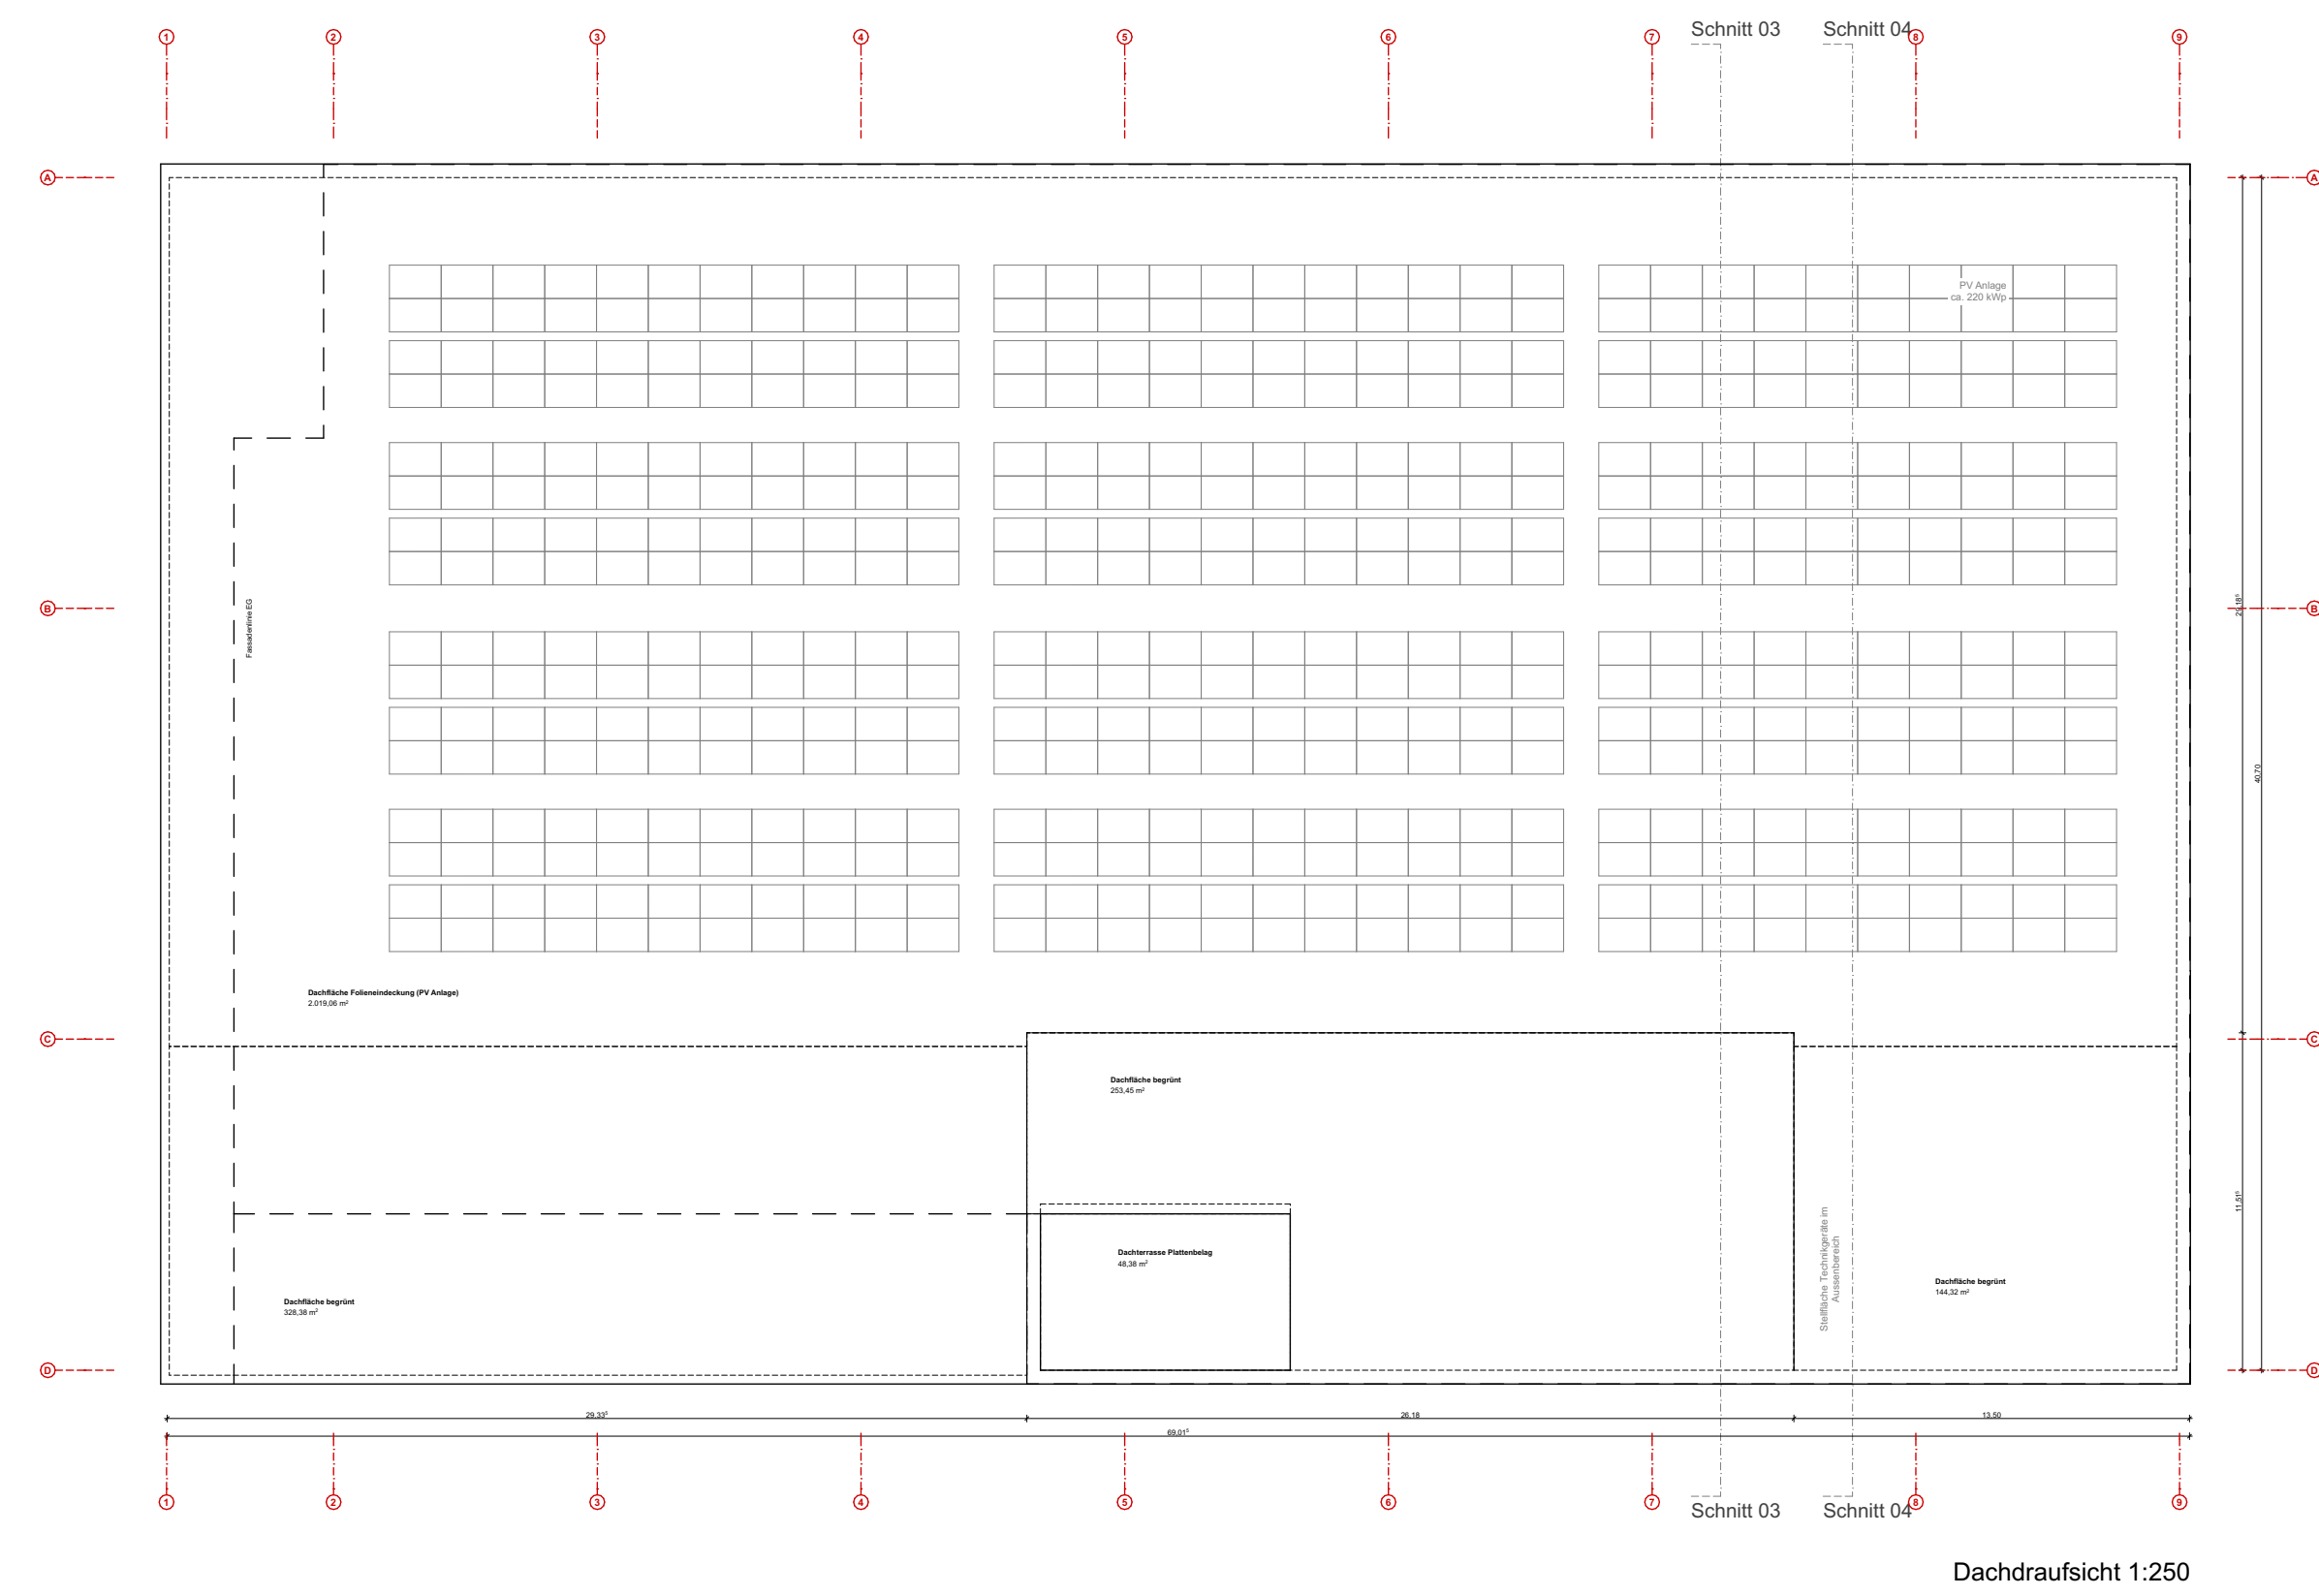 Schnitt 03
Schnitt 04
1
2
3
4
5
6
7
8
9
A
A
PV Anlage
ca. 220 kWp
B
B
Fassadenlinie EG
29,18⁵
40,70
Dachfläche Folieneindeckung (PV Anlage)
2.019,06 m²
C
C
Dachfläche begrünt
253,45 m²
11,51⁵
Dachterrasse Plattenbelag
48,38 m²
Stellfläche Technikgeräte im
Aussenbereich
Dachfläche begrünt
144,32 m²
Dachfläche begrünt
328,38 m²
D
D
29,33⁵
26,18
13,50
69,01⁵
1
2
3
4
5
6
7
8
9
Schnitt 03
Schnitt 04
Dachdraufsicht 1:250